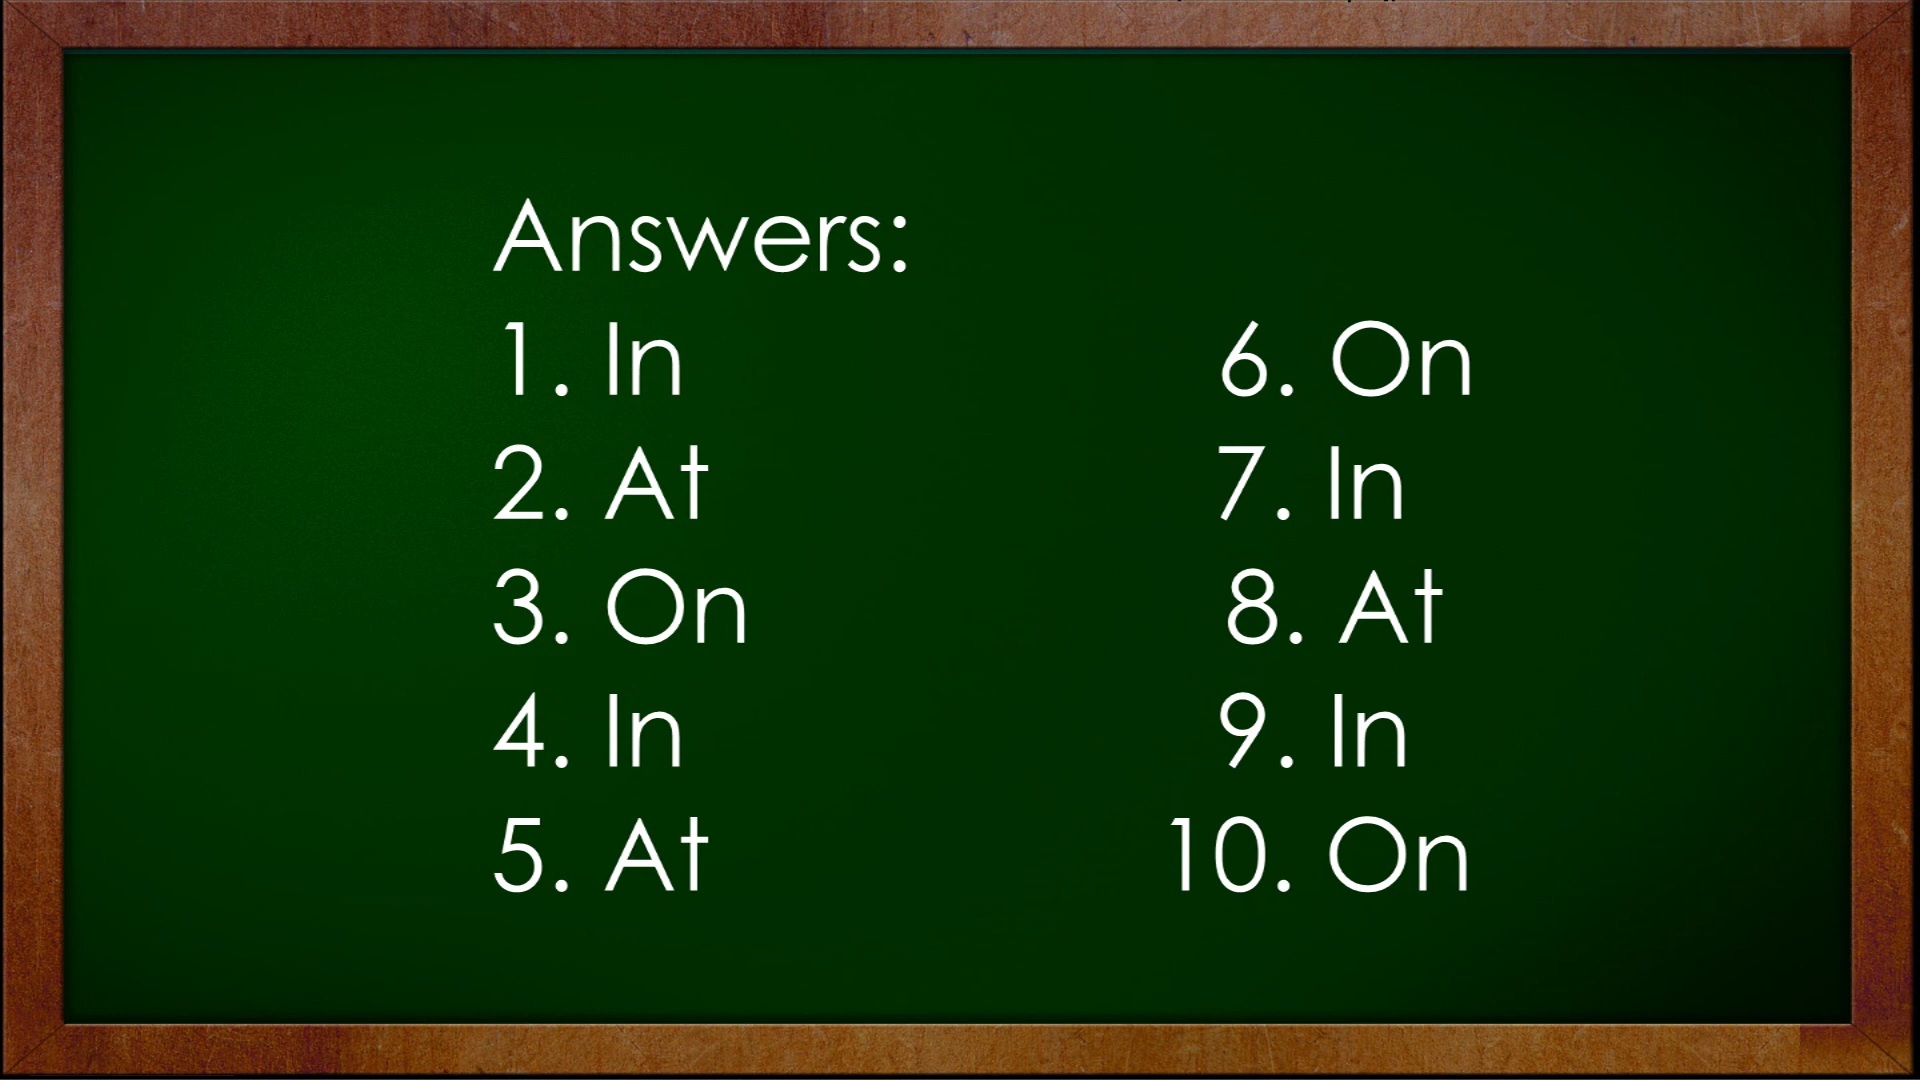 Answers:
1. In
2. At
3. On
4. In
5. At
6. On
7. In
8. At
9. In
10. On